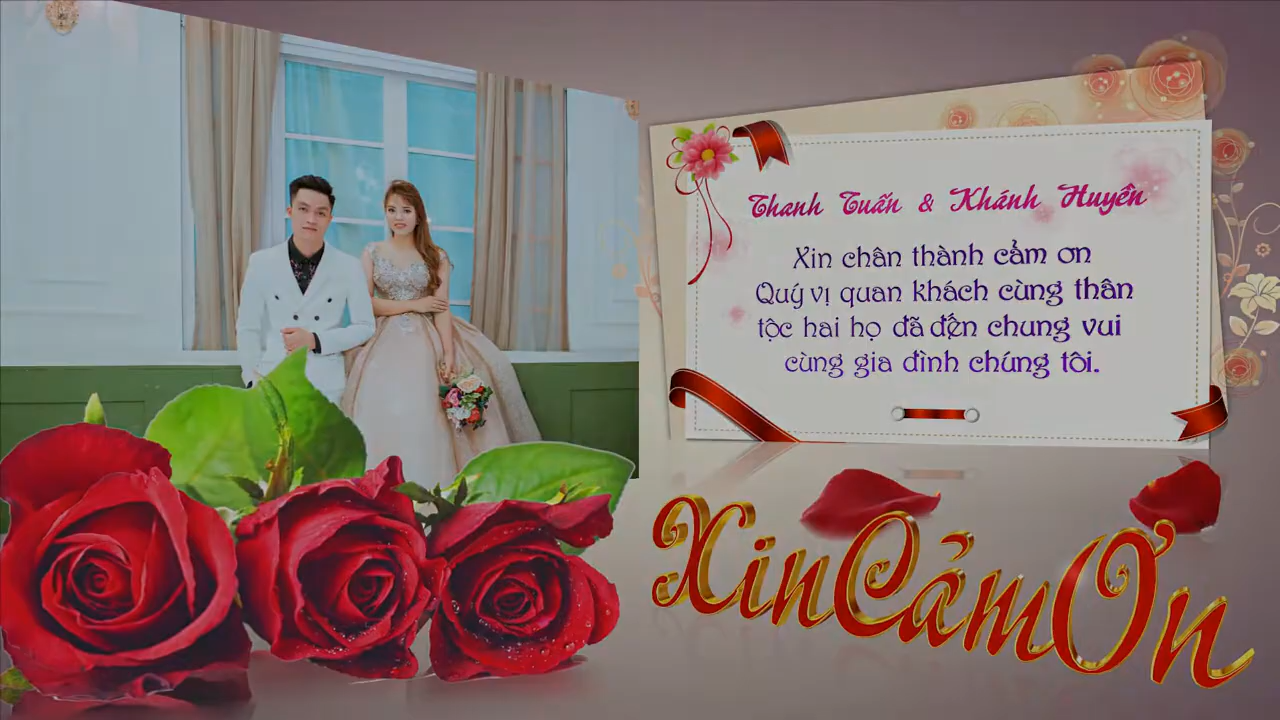 Thanh Tuấn & Khánh Huyền
Xin chân thành cảm ơn
Quý vị quan khách cùng thân
tộc hai họ đã đến chung vui
cùng gia đình chúng tôi.
Xin Cảm Ơn